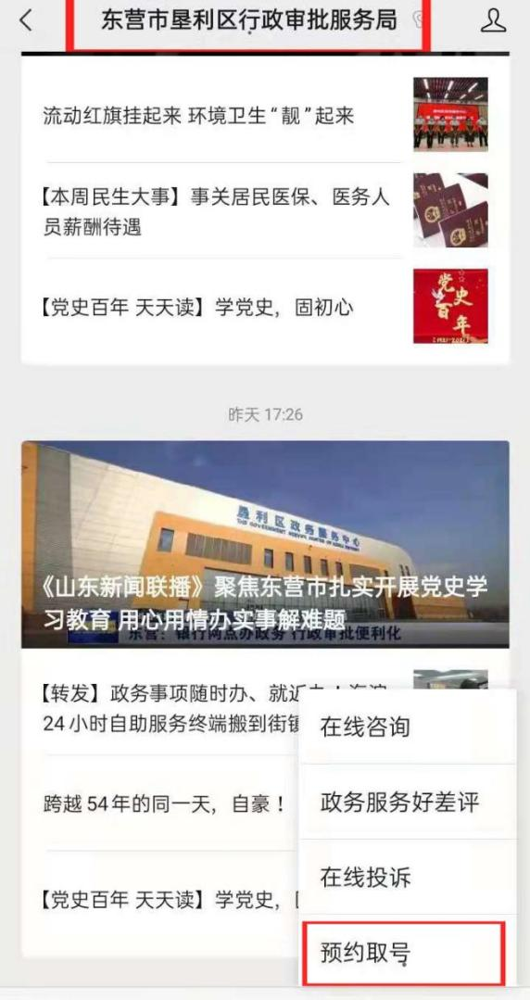 东营市垦利区行政审批服务局
流动红旗挂起来 环境卫生“靓”起来
【本周民生大事】事关居民医保、医务人
员薪酬待遇
【党史百年 天天读】学党史，固初心
党史
百年
昨天 17:26
垦利区政务服务中心
《山东新闻联播》聚焦东营市扎实开展党史学
习教育 用心用情办实事解难题
东营：银行网点办政务 行政审批便利化
【转发】政务事项随时办、就近办！
24小时自助服务终端搬到街镇
跨越54年的同一天，自豪！
【党史百年 天天读】学党史，
在线咨询
政务服务好差评
在线投诉
预约取号